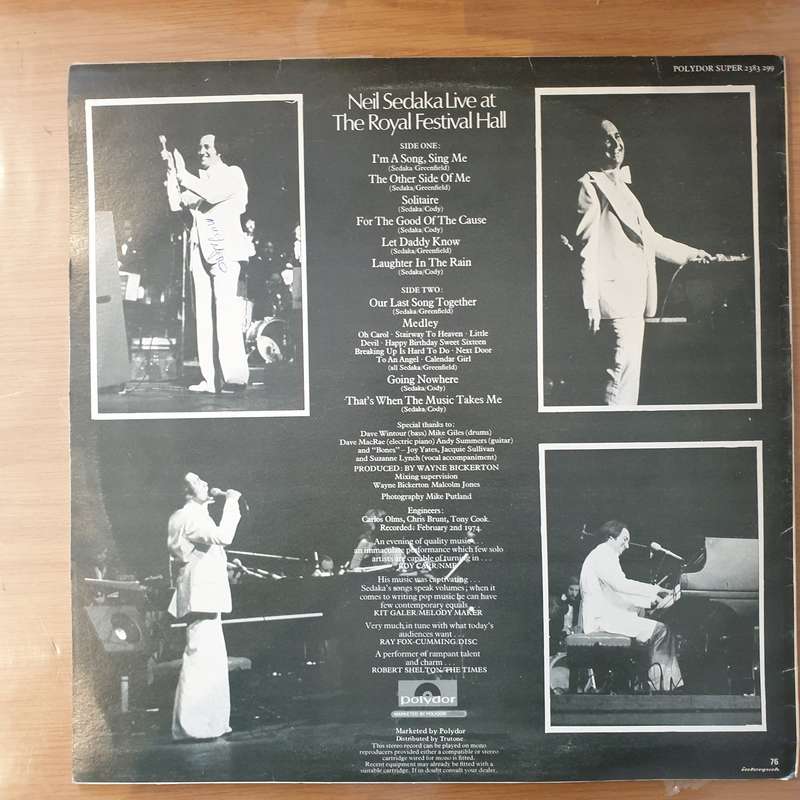 POLYDOR SUPER 2383 299
Neil Sedaka Live at
The Royal Festival Hall
SIDE ONE:
I'm A Song, Sing Me
(Sedaka/Greenfield)
The Other Side Of Me
(Sedaka/Greenfield)
Solitaire
(Sedaka/Cody)
For The Good Of The Cause
(Sedaka/Cody)
Let Daddy Know
(Sedaka/Greenfield)
Laughter In The Rain
(Sedaka/Cody)
SIDE TWO:
Our Last Song Together
(Sedaka/Greenfield)
Medley
Oh Carol · Stairway To Heaven · Little
Devil · Happy Birthday Sweet Sixteen
Breaking Up Is Hard To Do · Next Door
To An Angel · Calendar Girl
(all Sedaka/Greenfield)
Going Nowhere
(Sedaka/Cody)
That's When The Music Takes Me
(Sedaka/Cody)
Special thanks to:
Dave Wintour (bass) Mike Giles (drums)
Dave MacRae (electric piano) Andy Summers (guitar)
and "Bones" – Joy Yates, Jacquie Sullivan
and Suzanne Lynch (vocal accompaniment)
PRODUCED: BY WAYNE BICKERTON
Mixing supervision
Wayne Bickerton Malcolm Jones
Photography Mike Putland
Engineers:
Carlos Olms, Chris Brunt, Tony Cook.
Recorded: February 2nd 1974.
An evening of quality music . . .
an immaculate performance which few solo
artists are capable of turning in . . .
ROY CARR/NME
His music was captivating . . .
Sedaka's songs speak volumes; when it
comes to writing pop music he can have
few contemporary equals.
KIT GALER/MELODY MAKER
Very much in tune with what today's
audiences want . . .
RAY FOX-CUMMING/DISC
A performer of rampant talent
and charm . . .
ROBERT SHELTON/THE TIMES
polydor
MARKETED BY POLYDOR
Marketed by Polydor
Distributed by Trutone
This stereo record can be played on mono
reproducers provided either a compatible or stereo
cartridge wired for mono is fitted.
Recent equipment may already be fitted with a
suitable cartridge. If in doubt consult your dealer.
76